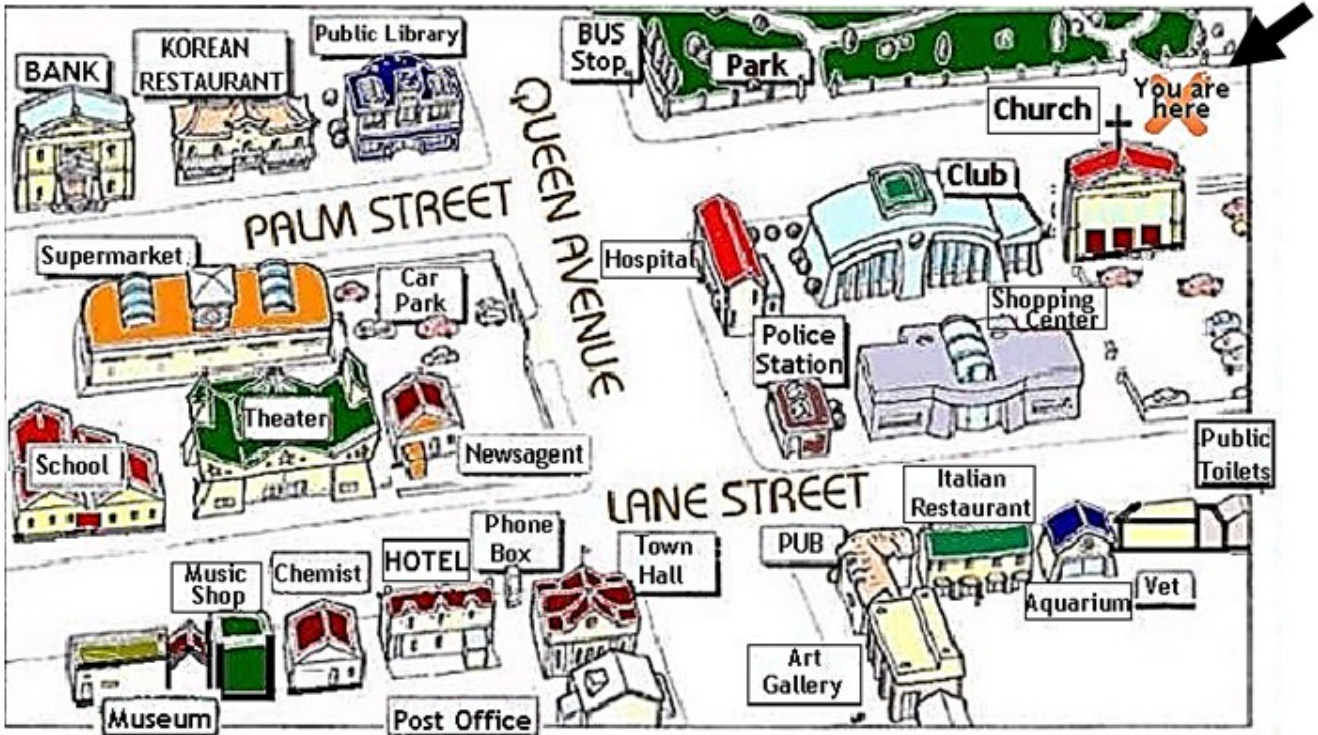 BANK
KOREAN
RESTAURANT
Public Library
BUS
Stop
Park
You are
here
Church
QUEEN AVENUE
PALM STREET
Club
Supermarket
Car
Park
Hospital
Shopping
Center
Police
Station
Theater
School
Newsagent
Public
Toilets
LANE STREET
Italian
Restaurant
PUB
Phone
Box
Town
Hall
HOTEL
Chemist
Music
Shop
Aquarium
Vet
Art
Gallery
Museum
Post Office